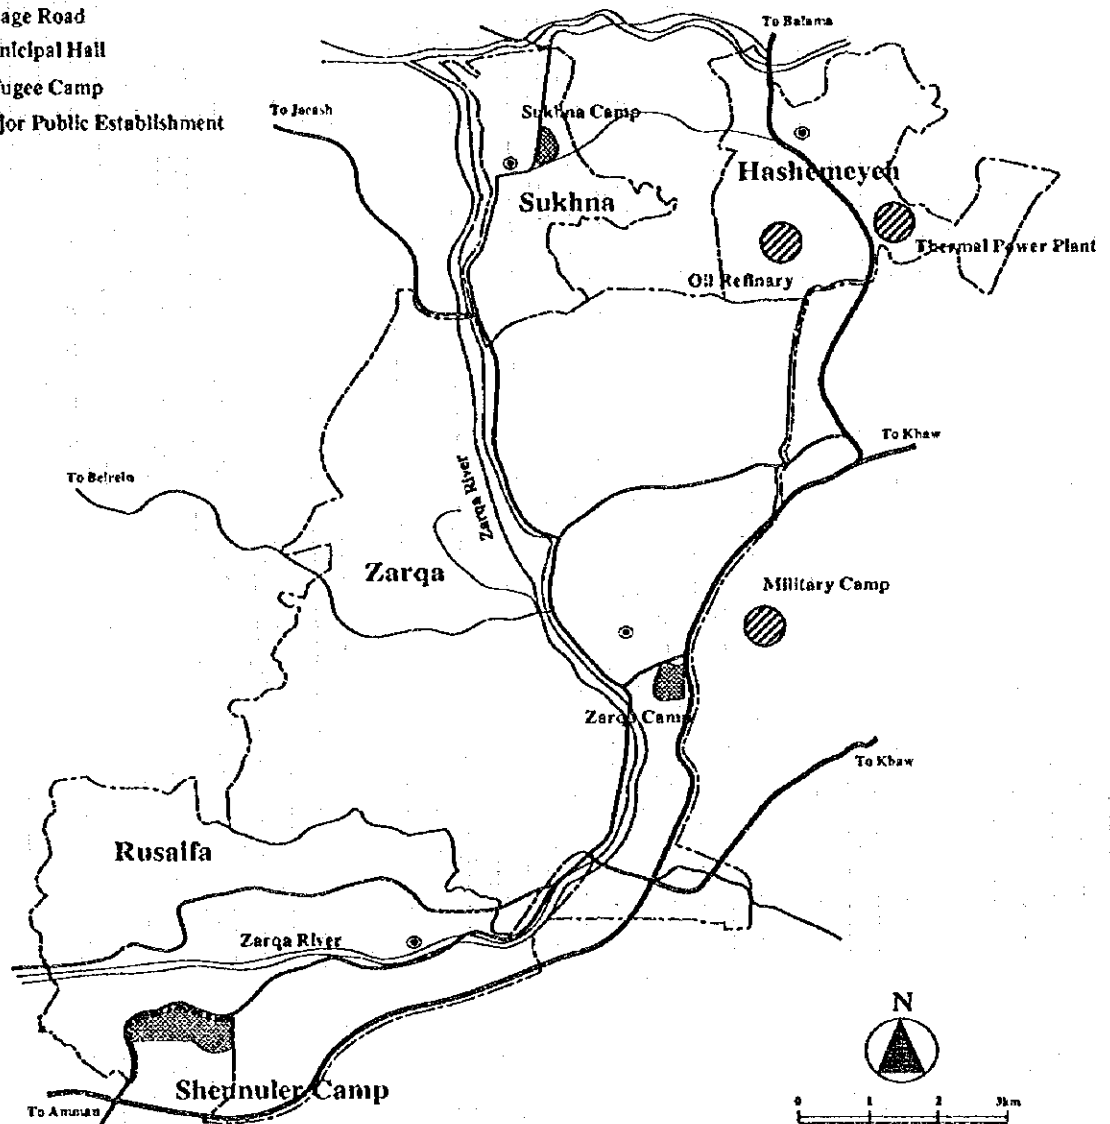 age Road
nicipal Hall
ugee Camp
jor Public Establishment
To Balama
To Jarash
Sukhna Camp
Hashemeyeh
Sukhna
Thermal Power Plant
Oil Refinary
To Khaw
To Beirein
Zarqa River
Zarqa
Military Camp
Zarqa Camp
To Khaw
Rusaifa
Zarqa River
N
Shednuler Camp
To Amman
0 1 2 3km